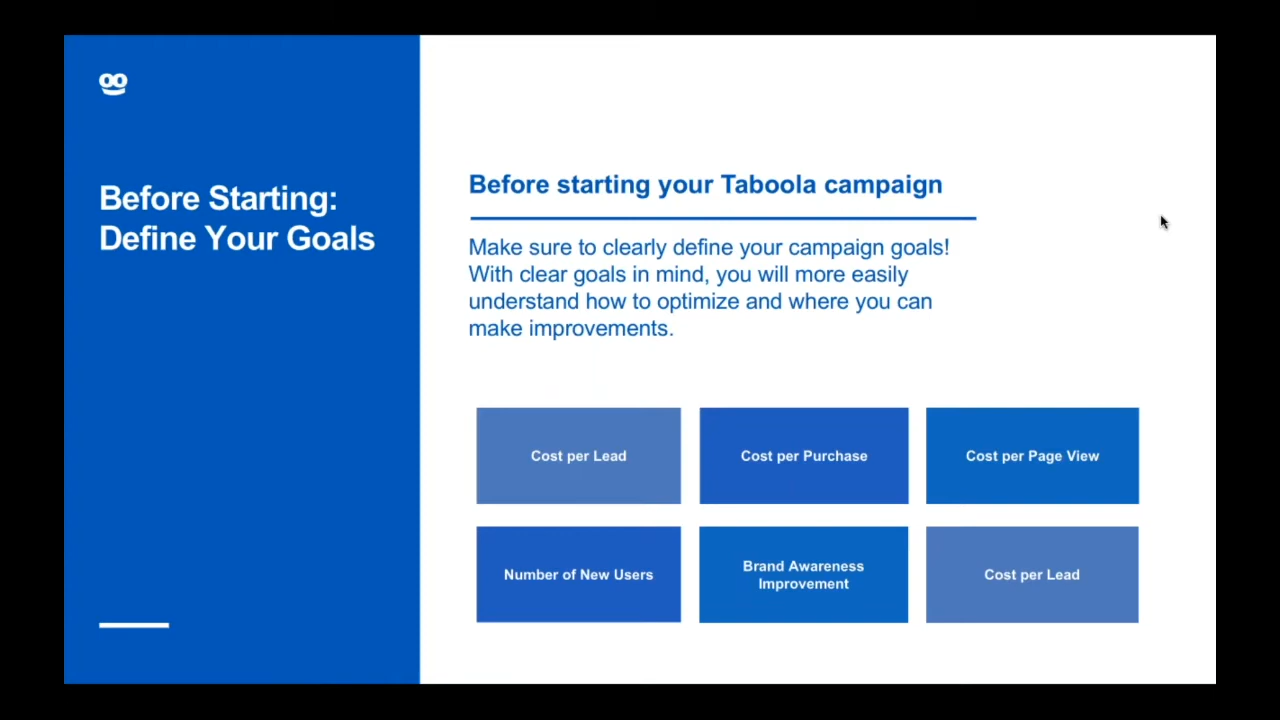 Before Starting:
Define Your Goals
Before starting your Taboola campaign
Make sure to clearly define your campaign goals!
With clear goals in mind, you will more easily
understand how to optimize and where you can
make improvements.
Cost per Lead
Cost per Purchase
Cost per Page View
Number of New Users
Brand Awareness
Improvement
Cost per Lead